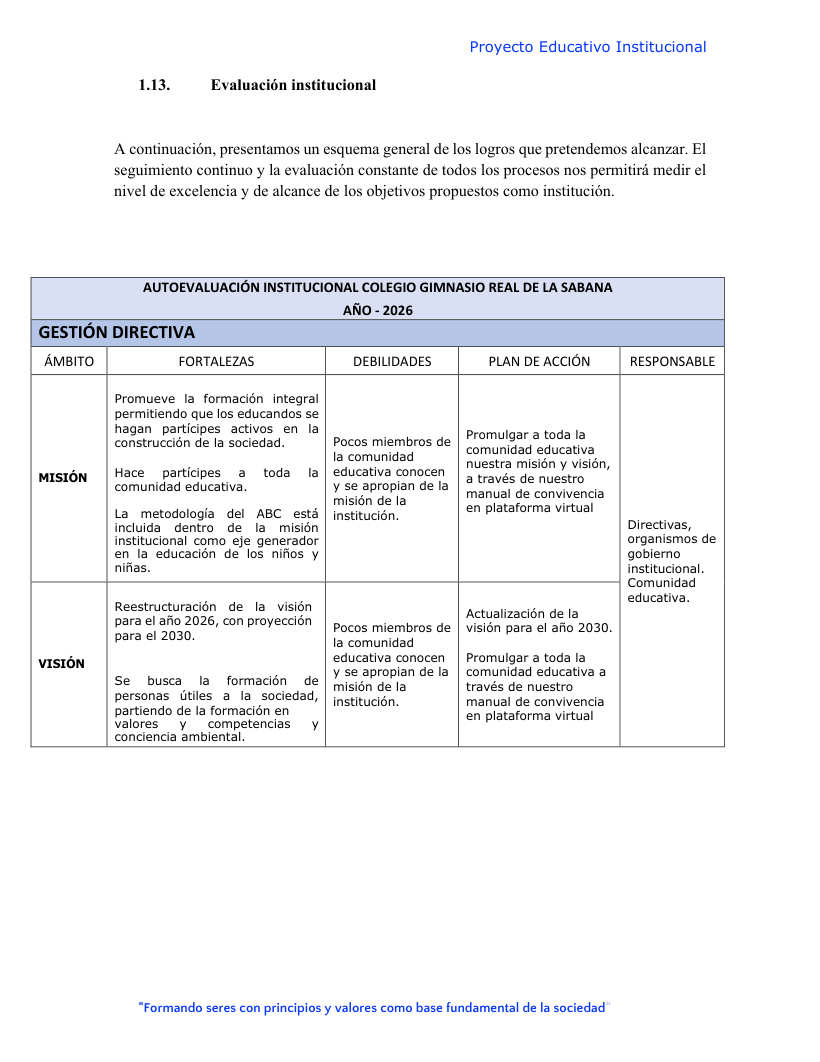 Proyecto Educativo Institucional
1.13. Evaluación institucional
A continuación, presentamos un esquema general de los logros que pretendemos alcanzar. El
seguimiento continuo y la evaluación constante de todos los procesos nos permitirá medir el
nivel de excelencia y de alcance de los objetivos propuestos como institución.
AUTOEVALUACIÓN INSTITUCIONAL COLEGIO GIMNASIO REAL DE LA SABANA
AÑO - 2026
GESTIÓN DIRECTIVA
ÁMBITO FORTALEZAS DEBILIDADES PLAN DE ACCIÓN RESPONSABLE
MISIÓN
Promueve la formación integral
permitiendo que los educandos se
hagan partícipes activos en la
construcción de la sociedad.
Hace partícipes a toda la
comunidad educativa.
La metodología del ABC está
incluida dentro de la misión
institucional como eje generador
en la educación de los niños y
niñas.
Pocos miembros de
la comunidad
educativa conocen
y se apropian de la
misión de la
institución.
Promulgar a toda la
comunidad educativa
nuestra misión y visión,
a través de nuestro
manual de convivencia
en plataforma virtual
Directivas,
organismos de
gobierno
institucional.
Comunidad
educativa.
VISIÓN
Reestructuración de la visión
para el año 2026, con proyección
para el 2030.
Se busca la formación de
personas útiles a la sociedad,
partiendo de la formación en
valores y competencias y
conciencia ambiental.
Pocos miembros de
la comunidad
educativa conocen
y se apropian de la
misión de la
institución.
Actualización de la
visión para el año 2030.
Promulgar a toda la
comunidad educativa a
través de nuestro
manual de convivencia
en plataforma virtual
"Formando seres con principios y valores como base fundamental de la sociedad"